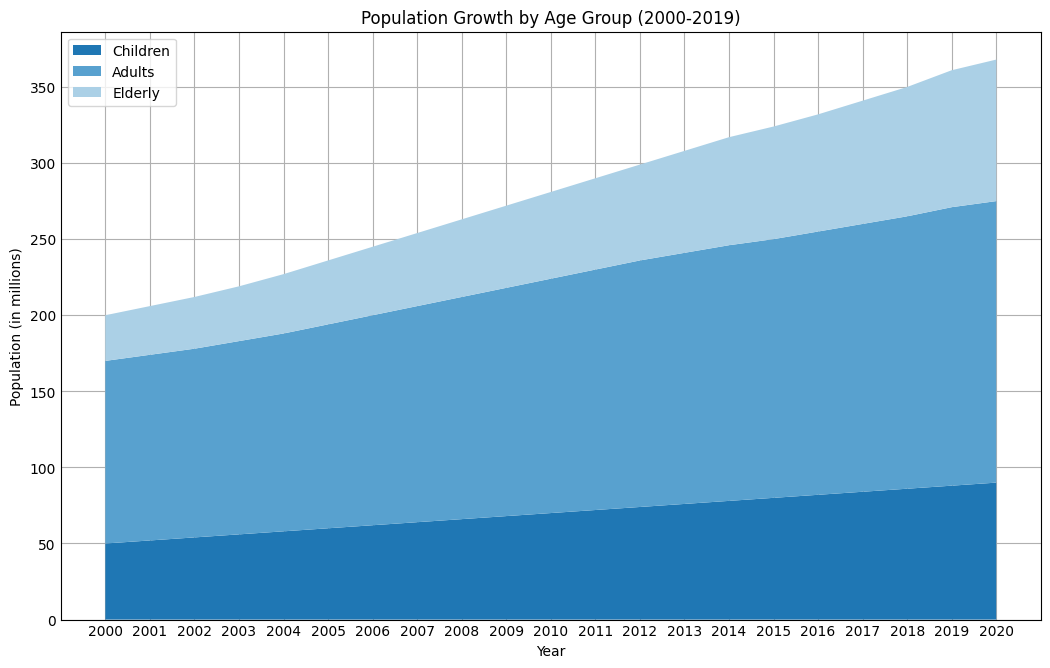 Population Growth by Age Group (2000-2019)
Children
Adults
Elderly
Population (in millions)
350
300
250
200
150
100
50
0
2000 2001 2002 2003 2004 2005 2006 2007 2008 2009 2010 2011 2012 2013 2014 2015 2016 2017 2018 2019 2020
Year